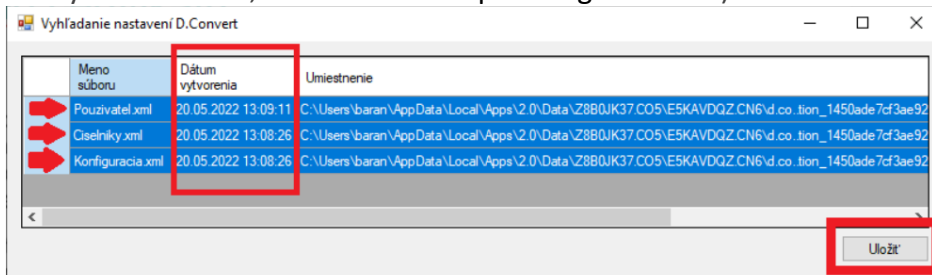 Vyhľadanie nastavení D.Convert
Meno súboru Dátum vytvorenia Umiestnenie
Pouzivatel.xml 20.05.2022 13:09:11 C:\Users\baran\AppData\Local\Apps\2.0\Data\Z8B0JK37.CO5\E5KAVDQZ.CN6\d.co..tion_1450ade7cf3ae92
Ciselniky.xml 20.05.2022 13:08:26 C:\Users\baran\AppData\Local\Apps\2.0\Data\Z8B0JK37.CO5\E5KAVDQZ.CN6\d.co..tion_1450ade7cf3ae92
Konfiguracia.xml 20.05.2022 13:08:26 C:\Users\baran\AppData\Local\Apps\2.0\Data\Z8B0JK37.CO5\E5KAVDQZ.CN6\d.co..tion_1450ade7cf3ae92
Uložiť